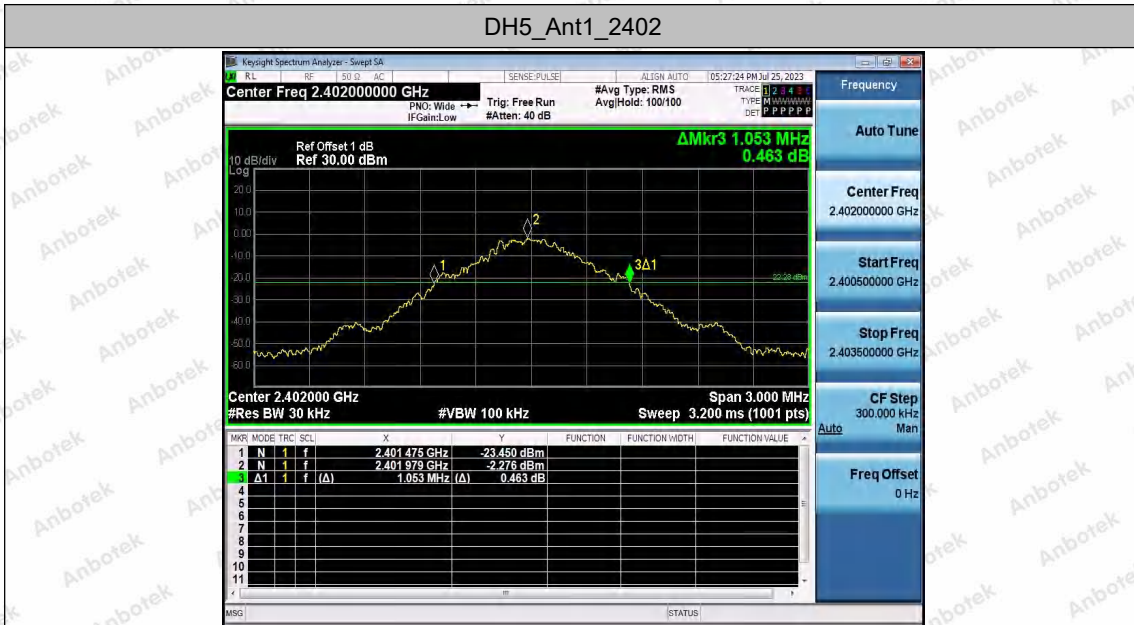 DH5_Ant1_2402
Keysight Spectrum Analyzer - Swept SA
RL RF 50 Ω AC SENSE:PULSE ALIGN AUTO 05:27:24 PM Jul 25, 2023
Center Freq 2.402000000 GHz
PNO: Wide
IFGain:Low
Trig: Free Run
#Atten: 40 dB
#Avg Type: RMS
Avg|Hold: 100/100
TRACE 1 2 3 4 5 6
TYPE M WWWWW
DET P P P P P P
ΔMkr3 1.053 MHz
0.463 dB
Ref Offset 1 dB
10 dB/div Ref 30.00 dBm
Log
20.0
10.0
0.00
-10.0
-20.0
-30.0
-40.0
-50.0
-60.0
1
2
3Δ1
-22.28 dBm
Center 2.402000 GHz Span 3.000 MHz
#Res BW 30 kHz #VBW 100 kHz Sweep 3.200 ms (1001 pts)
MKR MODE TRC SCL X Y FUNCTION FUNCTION WIDTH FUNCTION VALUE
1 N 1 f 2.401 475 GHz -23.450 dBm
2 N 1 f 2.401 979 GHz -2.276 dBm
3 Δ1 1 f (Δ) 1.053 MHz (Δ) 0.463 dB
4
5
6
7
8
9
10
11
MSG STATUS
Frequency
Auto Tune
Center Freq
2.402000000 GHz
Start Freq
2.400500000 GHz
Stop Freq
2.403500000 GHz
CF Step
300.000 kHz
Auto Man
Freq Offset
0 Hz
Anbotek